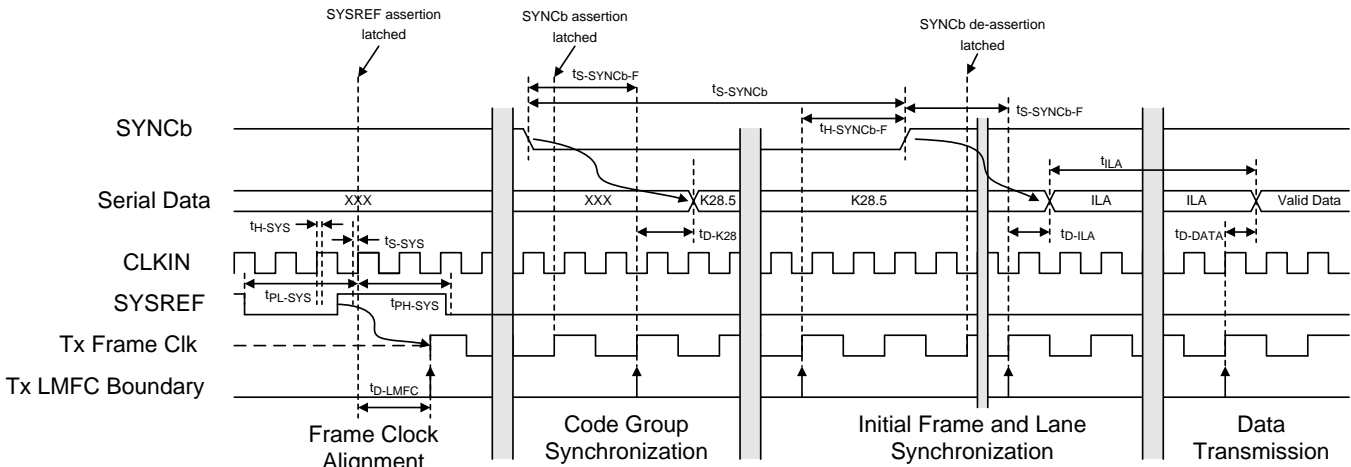 SYSREF assertion
latched
SYNCb assertion
latched
SYNCb de-assertion
latched
tS-SYNCb-F
tS-SYNCb
tS-SYNCb-F
SYNCb
tH-SYNCb-F
tILA
Serial Data
XXX
XXX
K28.5
K28.5
ILA
ILA
Valid Data
tH-SYS
tS-SYS
tD-K28
tD-ILA
tD-DATA
CLKIN
tPL-SYS
tPH-SYS
SYSREF
Tx Frame Clk
Tx LMFC Boundary
tD-LMFC
Frame Clock
Alignment
Code Group
Synchronization
Initial Frame and Lane
Synchronization
Data
Transmission